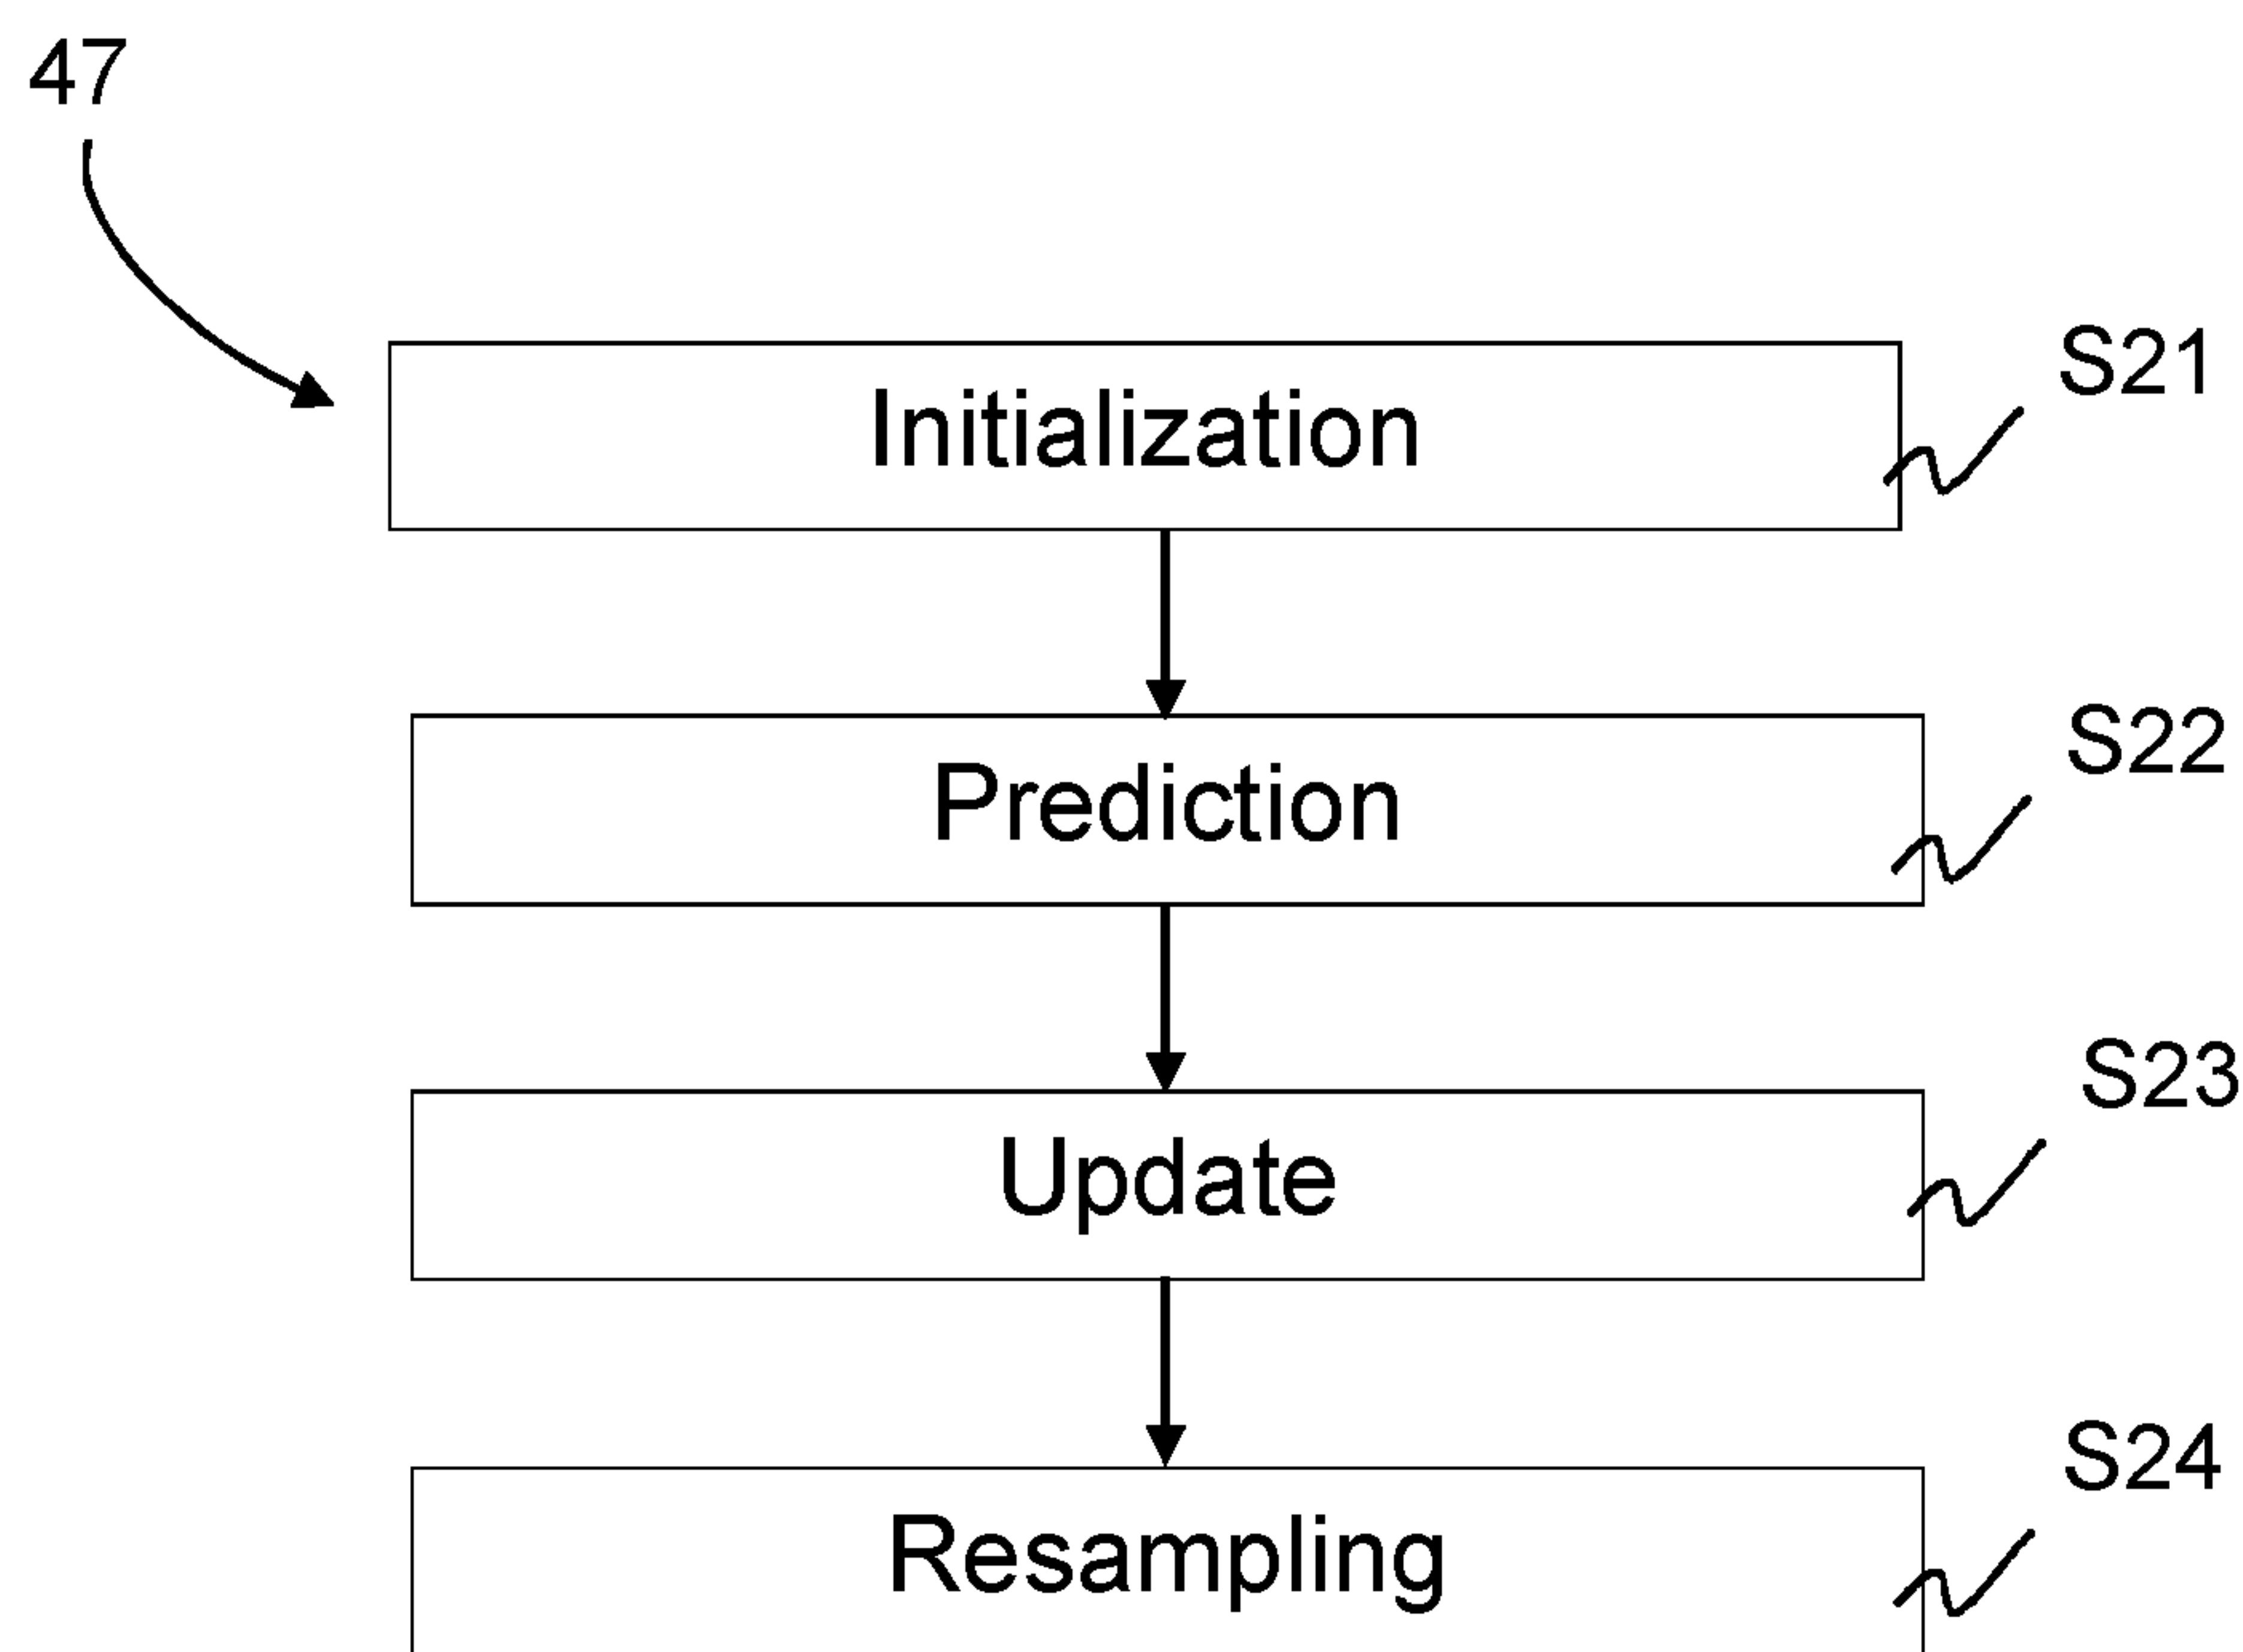 47
Initialization
S21
Prediction
S22
Update
S23
Resampling
S24